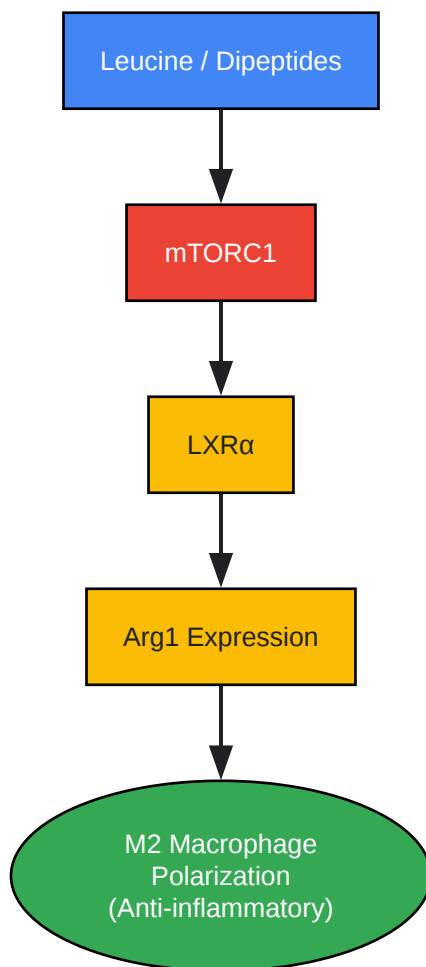 Leucine / Dipeptides
mTORC1
LXRα
Arg1 Expression
M2 Macrophage
Polarization
(Anti-inflammatory)